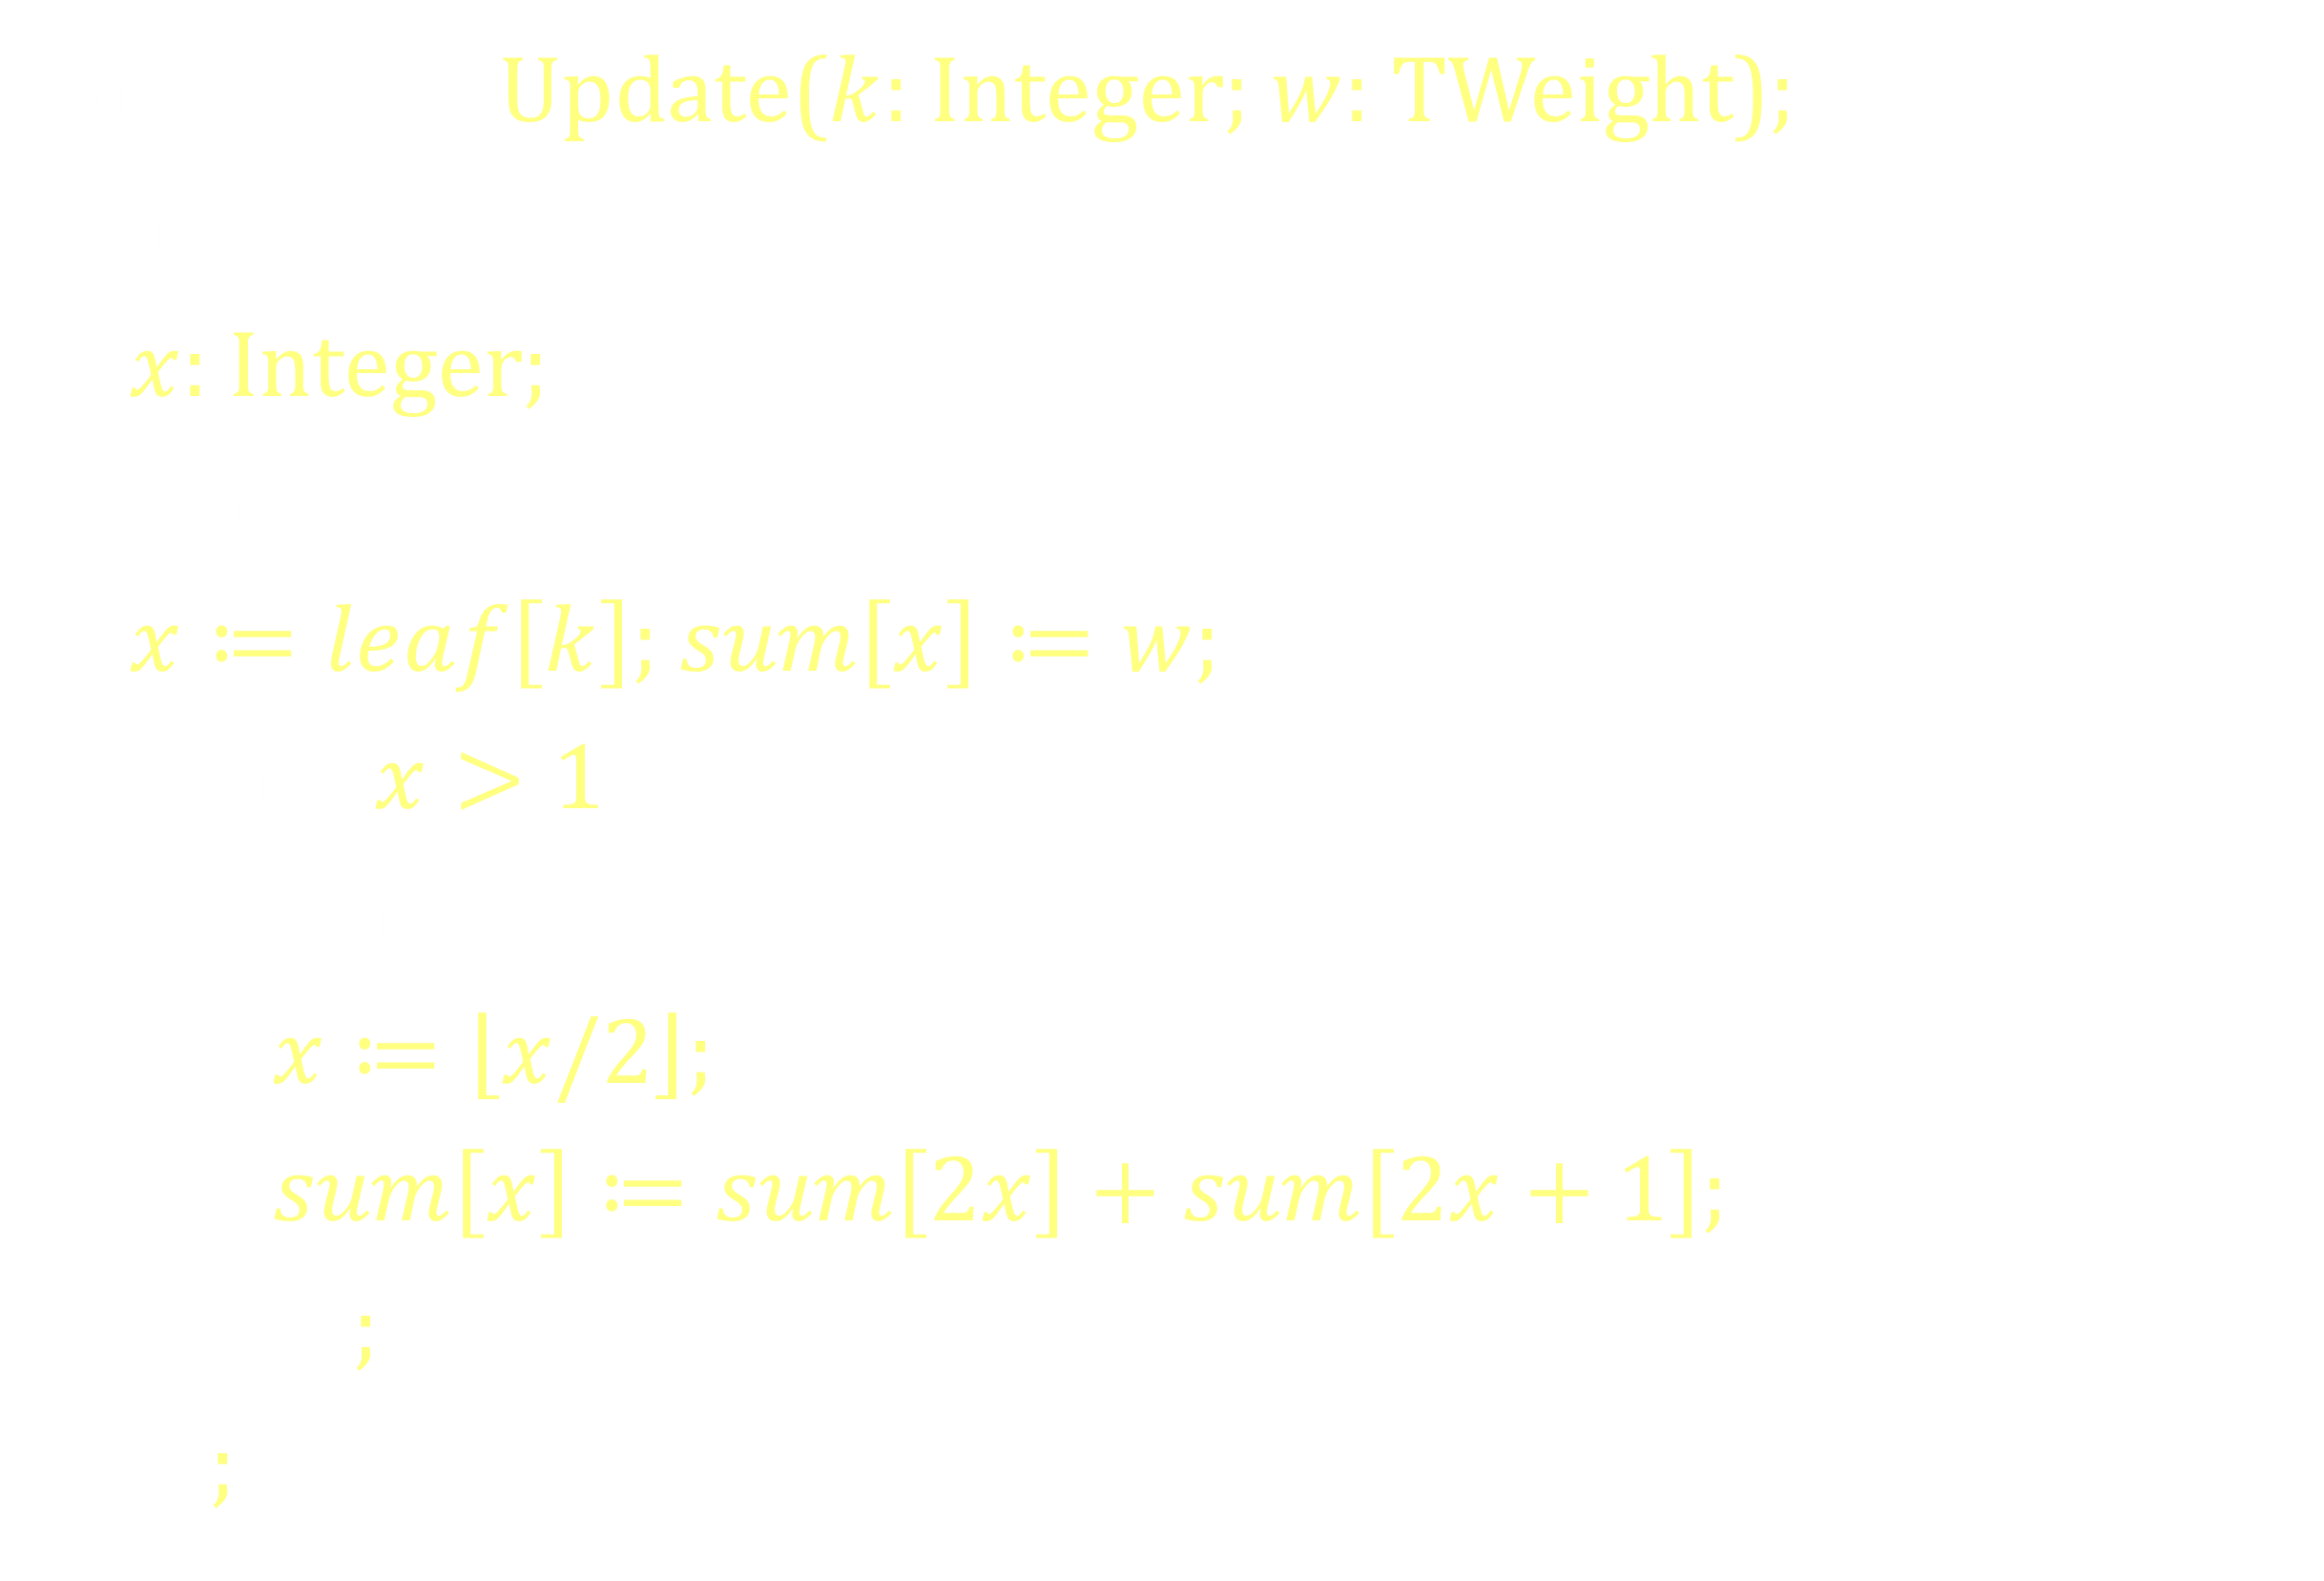 Update(k: Integer; w: TWeight);
x: Integer;
x := leaf[k]; sum[x] := w;
x > 1
x := ⌊x/2⌋;
sum[x] := sum[2x] + sum[2x + 1];
;
;